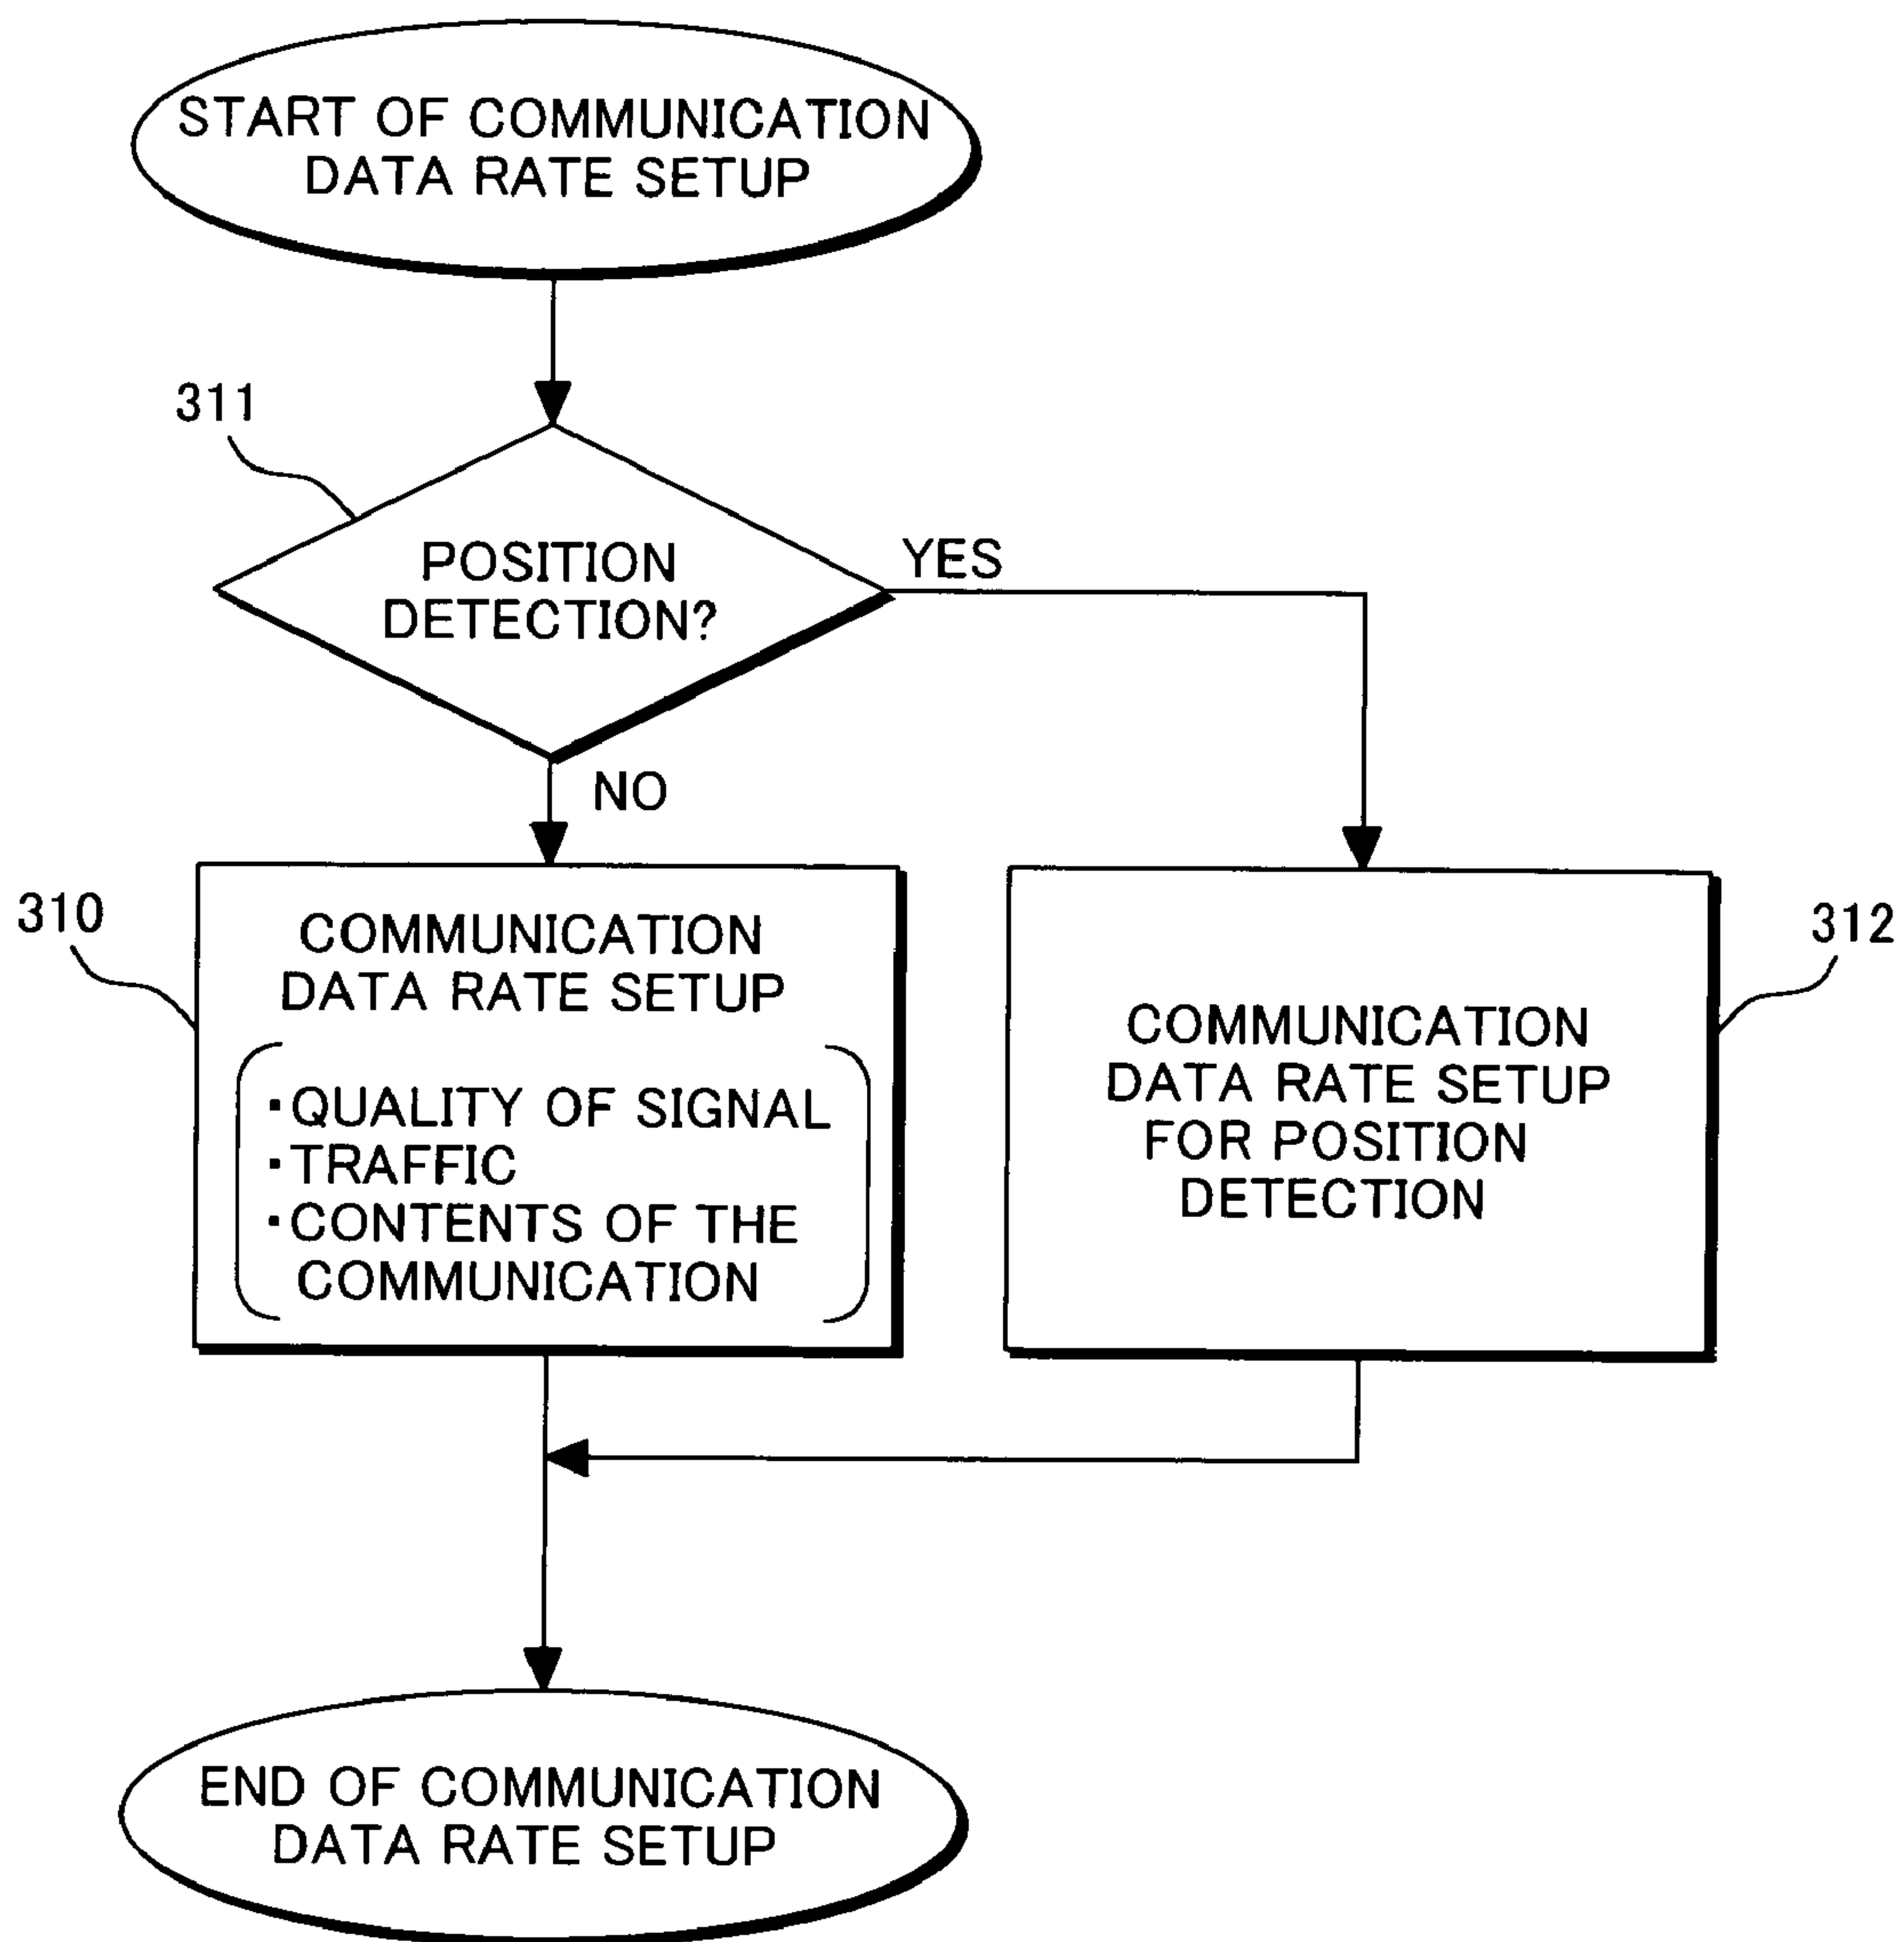 START OF COMMUNICATION
DATA RATE SETUP
311
POSITION
DETECTION?
YES
NO
310
COMMUNICATION
DATA RATE SETUP
・QUALITY OF SIGNAL
・TRAFFIC
・CONTENTS OF THE
COMMUNICATION
312
COMMUNICATION
DATA RATE SETUP
FOR POSITION
DETECTION
END OF COMMUNICATION
DATA RATE SETUP